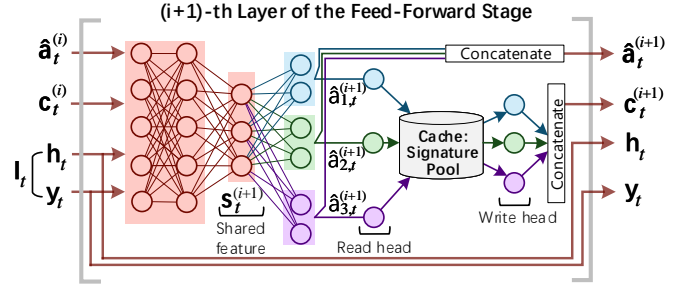 (i+1)-th Layer of the Feed-Forward Stage
â_t^(i)
c_t^(i)
I_t
h_t
y_t
s_t^(i+1)
Shared
feature
â_1,t^(i+1)
â_2,t^(i+1)
â_3,t^(i+1)
Read head
Concatenate
Cache:
Signature
Pool
Write head
Concatenate
â_t^(i+1)
c_t^(i+1)
h_t
y_t